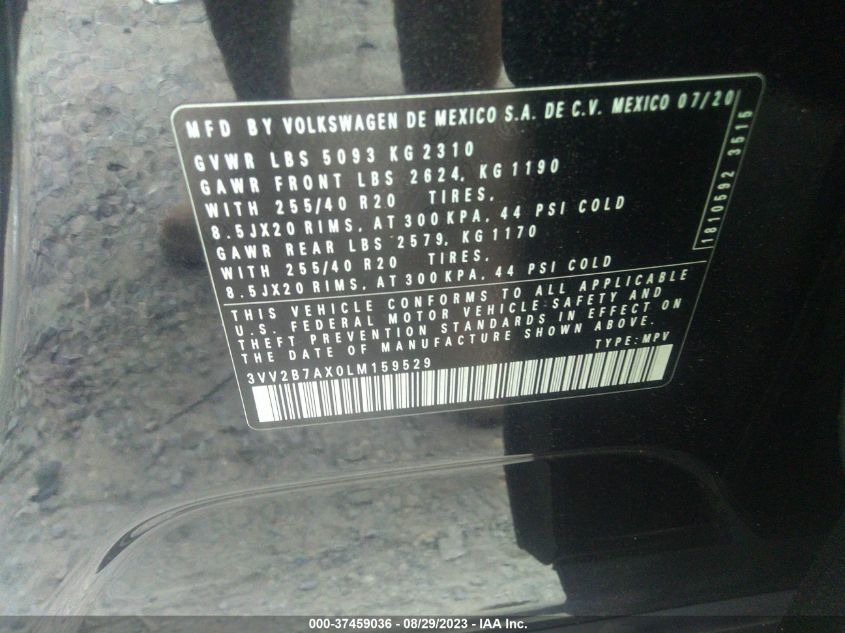 MFD BY VOLKSWAGEN DE MEXICO S.A. DE C.V. MEXICO 07/20
GVWR LBS 5093 KG 2310
GAWR FRONT LBS 2624, KG 1190
WITH 255/40 R20 TIRES,
8.5JX20 RIMS, AT 300 KPA, 44 PSI COLD
GAWR REAR LBS 2579, KG 1170
WITH 255/40 R20 TIRES,
8.5JX20 RIMS, AT 300 KPA, 44 PSI COLD
1810592 3515
THIS VEHICLE CONFORMS TO ALL APPLICABLE
U.S. FEDERAL MOTOR VEHICLE SAFETY AND
THEFT PREVENTION STANDARDS IN EFFECT ON
THE DATE OF MANUFACTURE SHOWN ABOVE.
TYPE: MPV
3VV2B7AX0LM159529
000-37459036 - 08/29/2023 - IAA Inc.